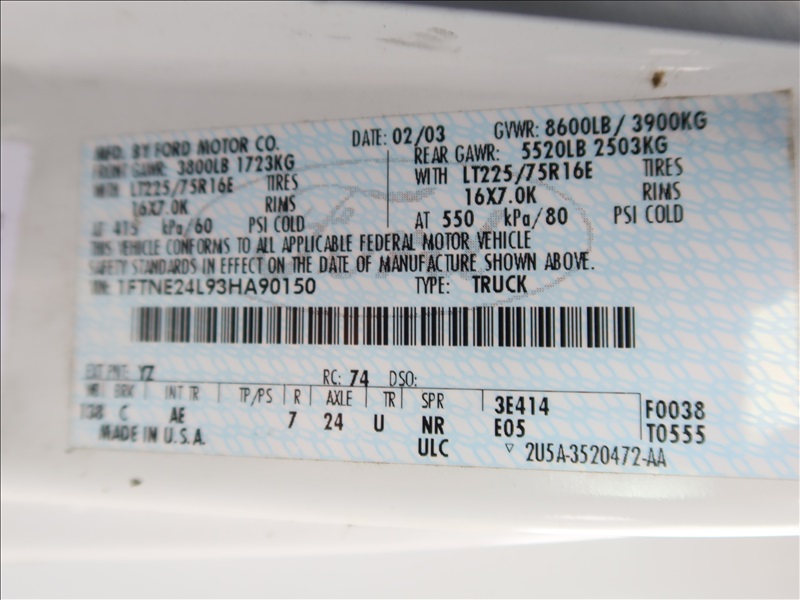 MFD. BY FORD MOTOR CO.
DATE: 02/03
GVWR: 8600LB / 3900KG
FRONT GAWR: 3800LB 1723KG
REAR GAWR: 5520LB 2503KG
WITH LT225/75R16E TIRES
WITH LT225/75R16E TIRES
16X7.0K RIMS
16X7.0K RIMS
AT 415 kPa/60 PSI COLD
AT 550 kPa/80 PSI COLD
THIS VEHICLE CONFORMS TO ALL APPLICABLE FEDERAL MOTOR VEHICLE
SAFETY STANDARDS IN EFFECT ON THE DATE OF MANUFACTURE SHOWN ABOVE.
VIN: 1FTNE24L93HA90150
TYPE: TRUCK
EXT PNT: YZ
RC: 74 DSO:
WB BRK INT TR TP/PS R AXLE TR SPR
138 C AE 7 24 U NR
3E414
E05
F0038
T0555
MADE IN U.S.A.
ULC
▽ 2U5A-3520472-AA